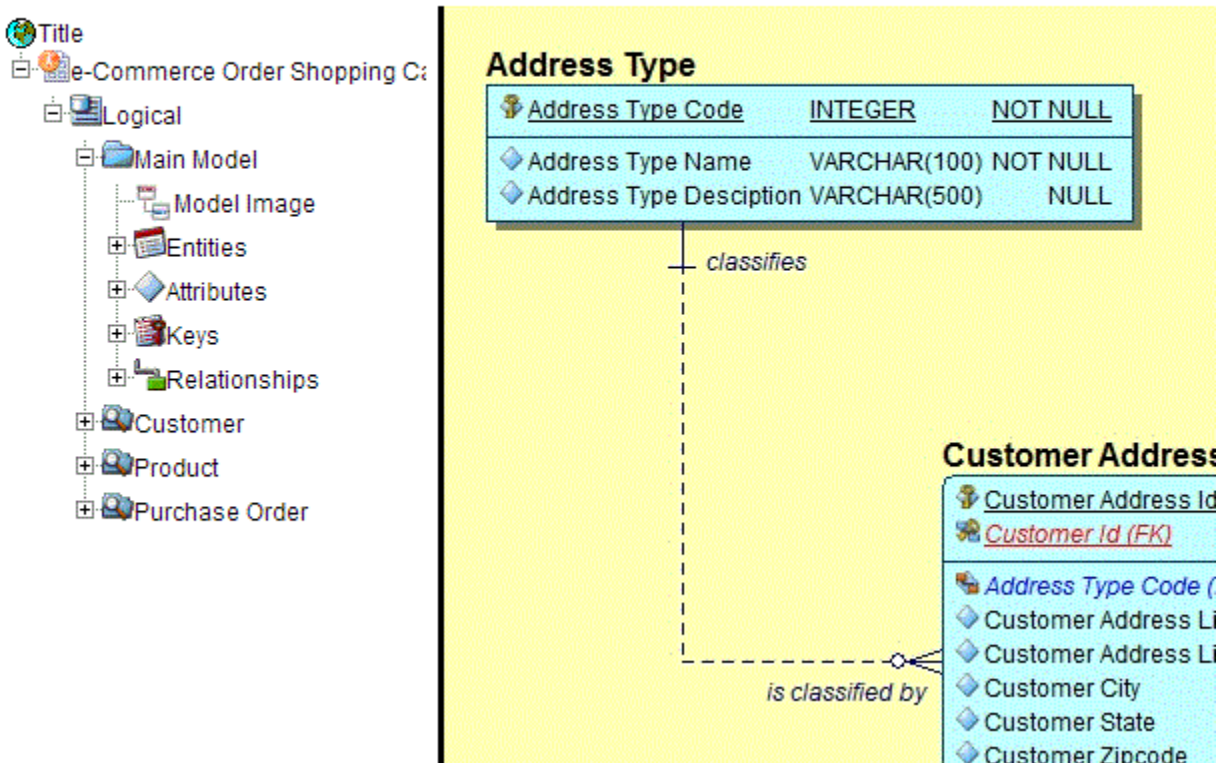 Title
e-Commerce Order Shopping Ca
Logical
Main Model
Model Image
Entities
Attributes
Keys
Relationships
Customer
Product
Purchase Order
Address Type
Address Type Code INTEGER NOT NULL
Address Type Name VARCHAR(100) NOT NULL
Address Type Desciption VARCHAR(500) NULL
classifies
is classified by
Customer Address
Customer Address Id
Customer Id (FK)
Address Type Code (
Customer Address Li
Customer Address Li
Customer City
Customer State
Customer Zipcode